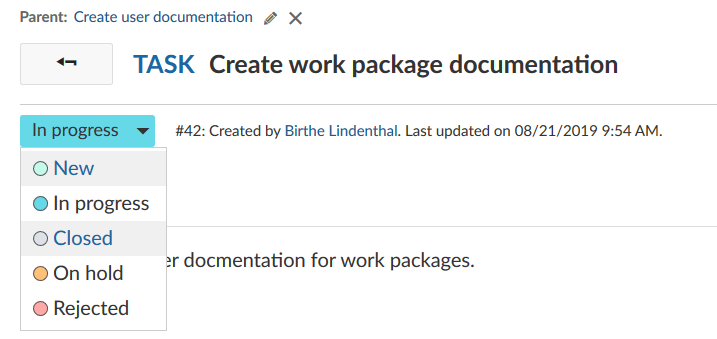 Parent: Create user documentation
TASK Create work package documentation
In progress
#42: Created by Birthe Lindenthal. Last updated on 08/21/2019 9:54 AM.
New
In progress
Closed
er docmentation for work packages.
On hold
Rejected